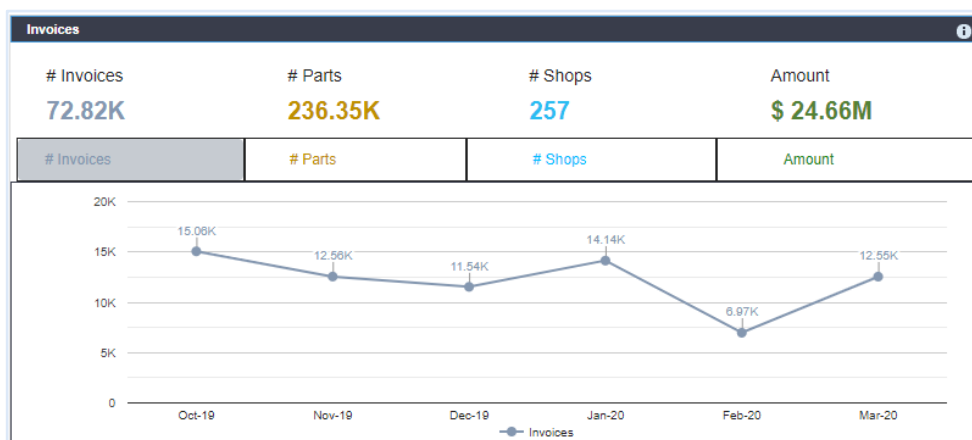 Invoices
# Invoices # Parts # Shops Amount
72.82K 236.35K 257 $ 24.66M
# Invoices # Parts # Shops Amount
20K
15.06K
14.14K
15K
12.56K
12.55K
11.54K
10K
6.97K
5K
0
Oct-19 Nov-19 Dec-19 Jan-20 Feb-20 Mar-20
Invoices